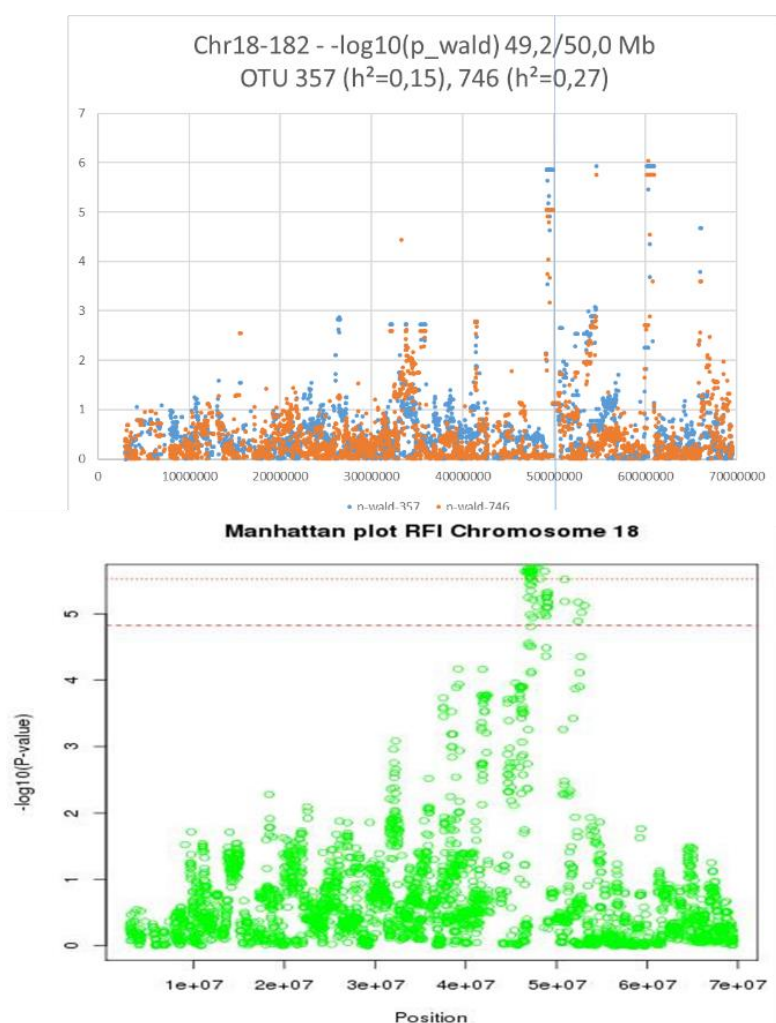 Chr18-182 - -log10(p_wald) 49,2/50,0 Mb
OTU 357 (h²=0,15), 746 (h²=0,27)
7
6
5
4
3
2
1
0
0 10000000 20000000 30000000 40000000 50000000 60000000 70000000
p-wald-357 p-wald-746
Manhattan plot RFI Chromosome 18
-log10(P-value)
5
4
3
2
1
0
1e+07 2e+07 3e+07 4e+07 5e+07 6e+07 7e+07
Position